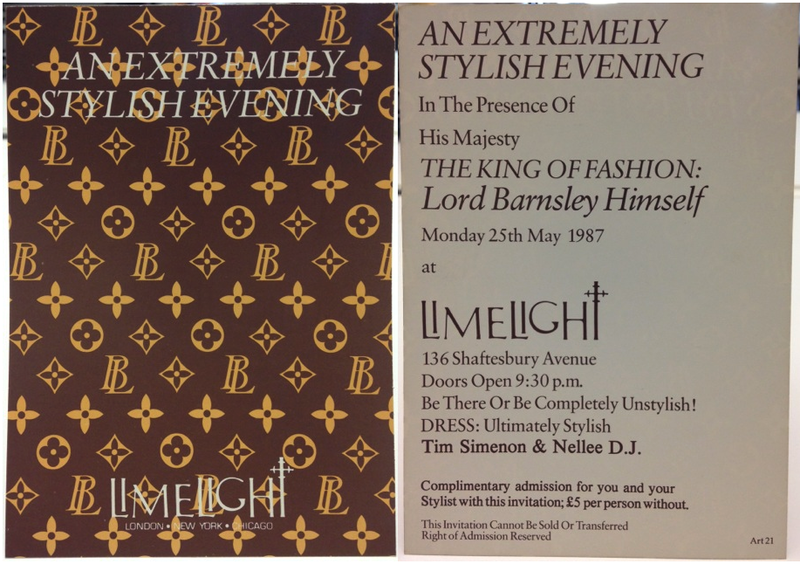 AN EXTREMELY
STYLISH EVENING
LIMELIGHT
LONDON • NEW YORK • CHICAGO
AN EXTREMELY
STYLISH EVENING
In The Presence Of
His Majesty
THE KING OF FASHION:
Lord Barnsley Himself
Monday 25th May 1987
at
LIMELIGHT
136 Shaftesbury Avenue
Doors Open 9:30 p.m.
Be There Or Be Completely Unstylish!
DRESS: Ultimately Stylish
Tim Simenon & Nellee D.J.
Complimentary admission for you and your
Stylist with this invitation; £5 per person without.
This Invitation Cannot Be Sold Or Transferred
Right of Admission Reserved
Art 21